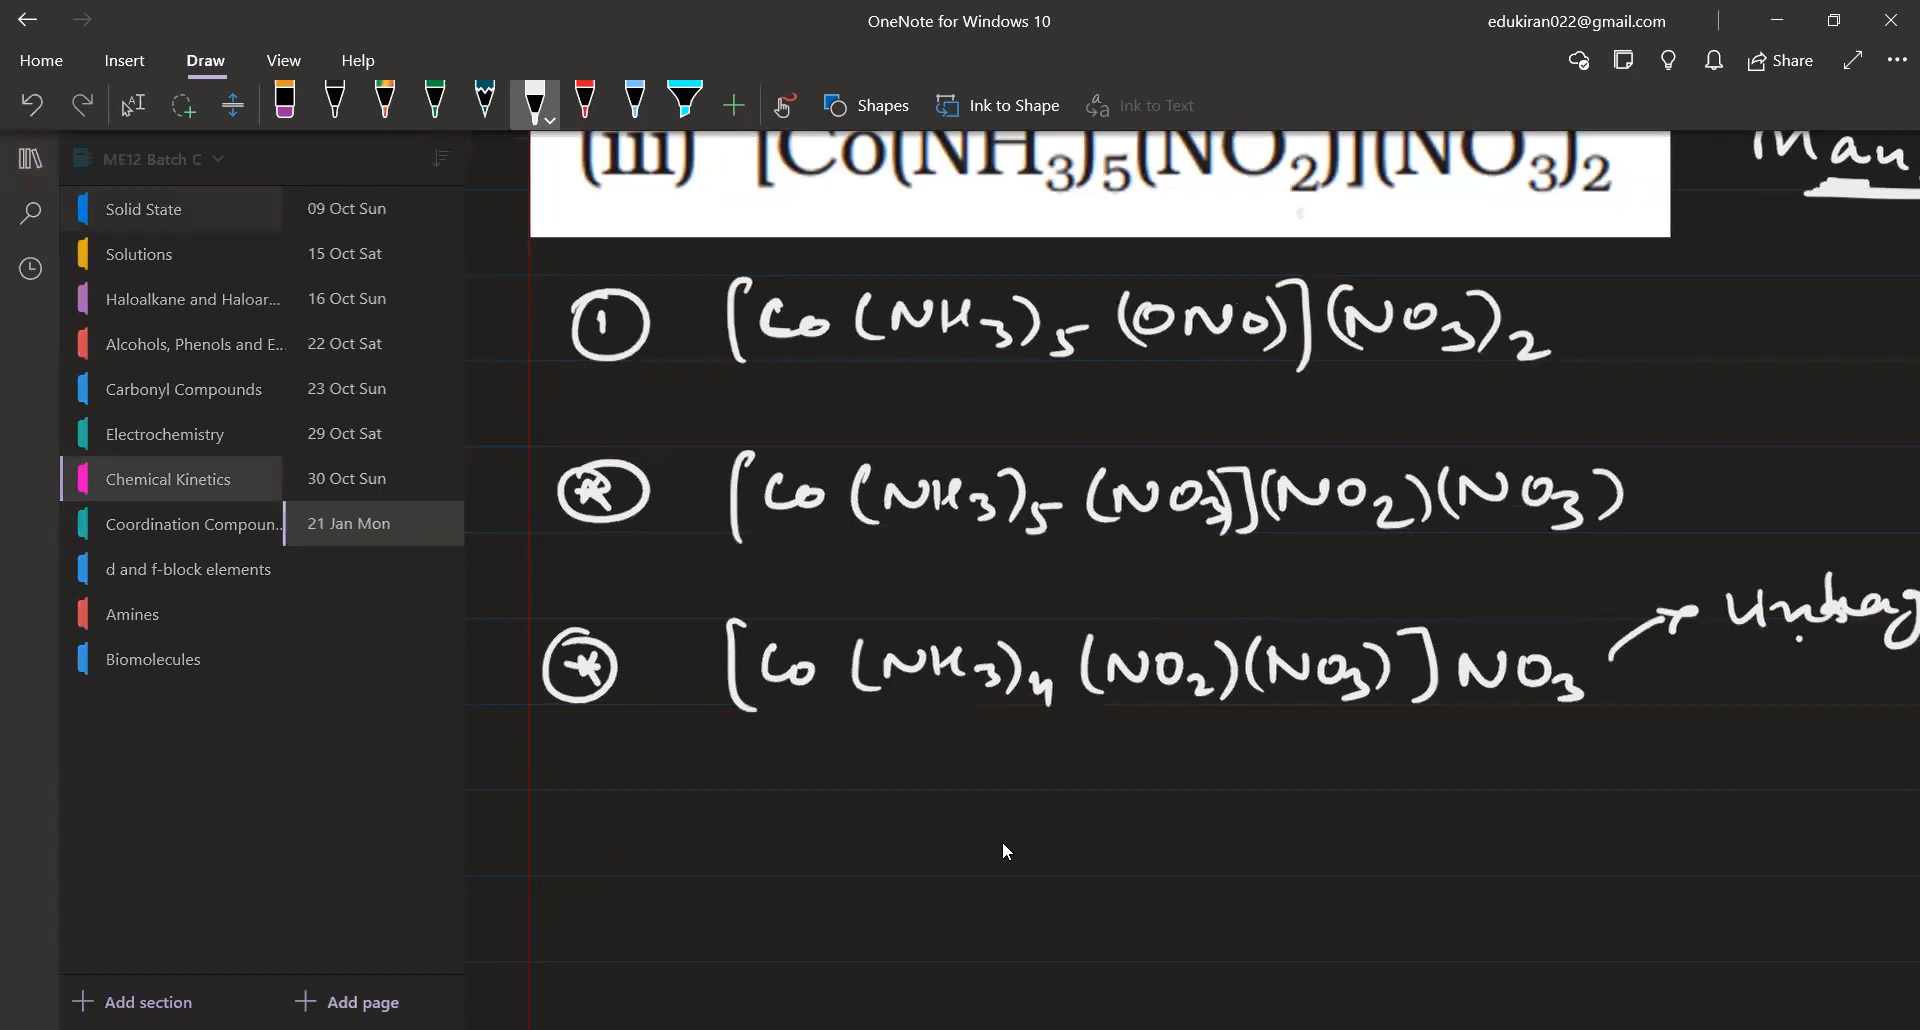 OneNote for Windows 10
edukiran022@gmail.com
Home Insert Draw View Help
Share
Shapes Ink to Shape Ink to Text
ME12 Batch C
Solid State
Solutions
Haloalkane and Haloar...
Alcohols, Phenols and E...
Carbonyl Compounds
Electrochemistry
Chemical Kinetics
Coordination Compoun...
d and f-block elements
Amines
Biomolecules
09 Oct Sun
15 Oct Sat
16 Oct Sun
22 Oct Sat
23 Oct Sun
29 Oct Sat
30 Oct Sun
21 Jan Mon
Add section
Add page
(iii) [Co(NH₃)₅(NO₂)](NO₃)₂
Man
① [Co(NH₃)₅(ONO)](NO₃)₂
* [Co(NH₃)₅(NO₃)](NO₂)(NO₃)
* [Co(NH₃)₄(NO₂)(NO₃)]NO₃ →